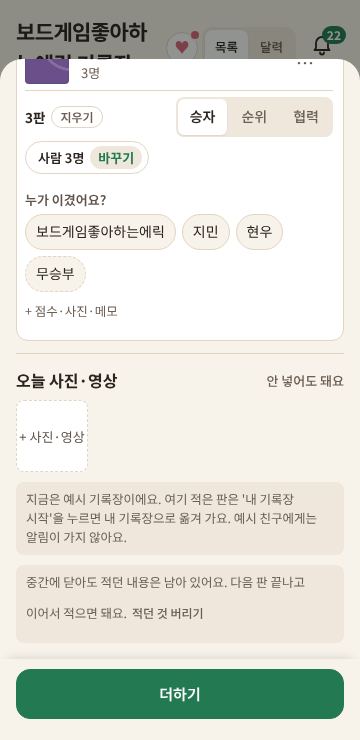 보드게임좋아하
목록
달력
22
3명
...
3판
지우기
승자
순위
협력
사람 3명
바꾸기
누가 이겼어요?
보드게임좋아하는에릭
지민
현우
무승부
+ 점수·사진·메모
오늘 사진·영상
안 넣어도 돼요
+ 사진·영상
지금은 예시 기록장이에요. 여기 적은 판은 '내 기록장
시작'을 누르면 내 기록장으로 옮겨 가요. 예시 친구에게는
알림이 가지 않아요.
중간에 닫아도 적던 내용은 남아 있어요. 다음 판 끝나고
이어서 적으면 돼요. 적던 것 버리기
더하기